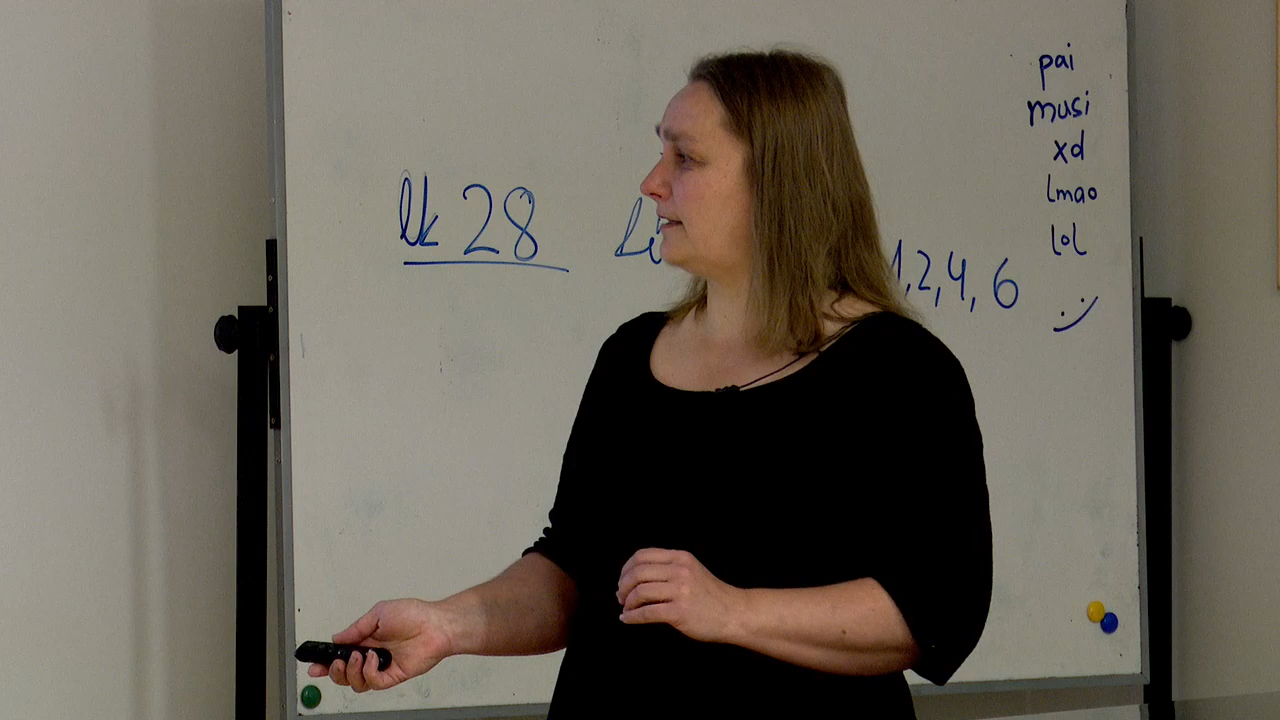 lk 28
1, 2, 4, 6
pai
musi
xd
lmao
lol
:)